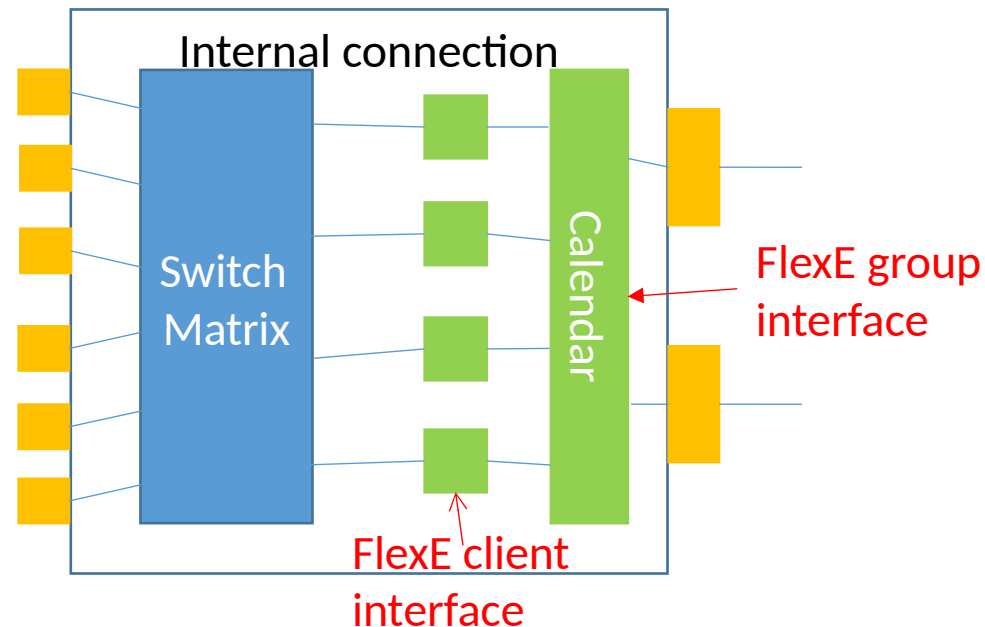 Internal connection
Switch
Matrix
Calendar
FlexE group
interface
FlexE client
interface